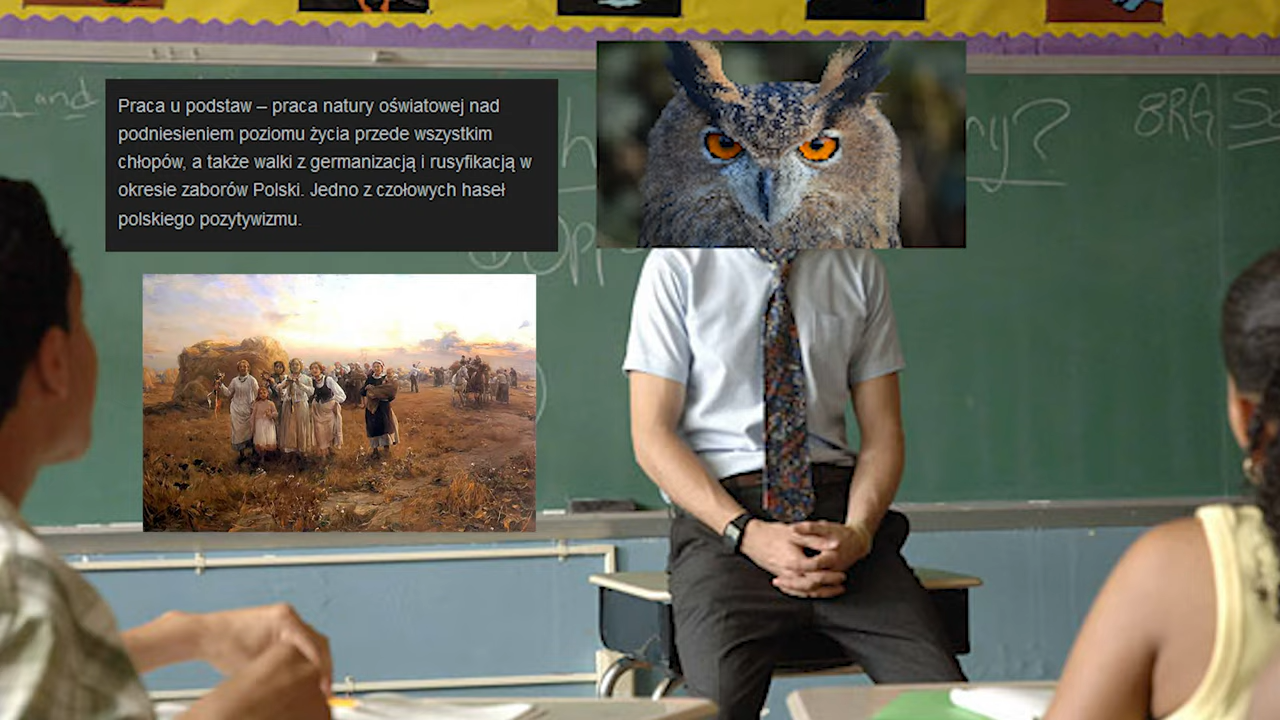 Praca u podstaw – praca natury oświatowej nad
podniesieniem poziomu życia przede wszystkim
chłopów, a także walki z germanizacją i rusyfikacją w
okresie zaborów Polski. Jedno z czołowych haseł
polskiego pozytywizmu.
and
8RG